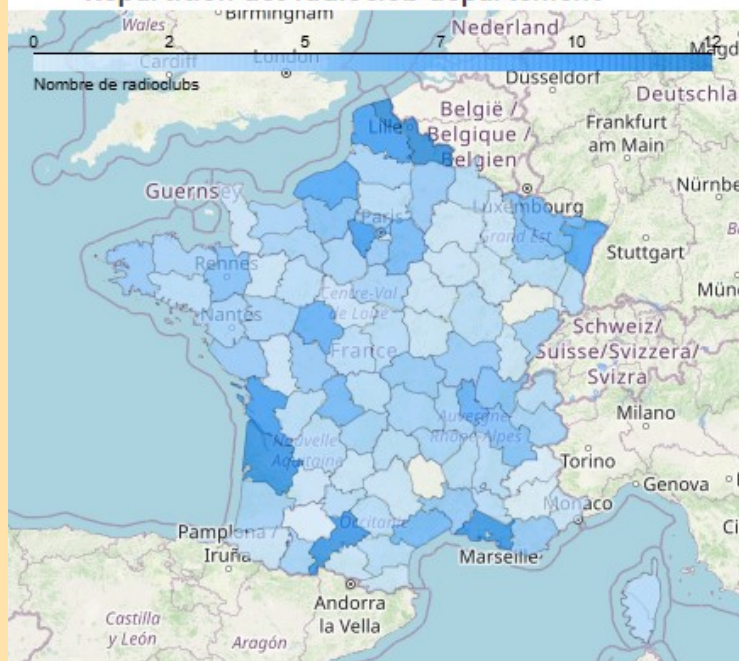 Birmingham
Wales
Nederland
0 2 5 7 10 12
Magd
Cardiff
London
Düsseldorf
Nombre de radioclubs
Deutschla
België /
Belgique /
Belgien
Lille
Frankfurt
am Main
Guernsey
Luxembourg
Nürnbe
Paris
Grand Est
Stuttgart
Rennes
Centre-Val
de Loire
Nantes
France
Schweiz/
Suisse/Svizzera/
Svizra
Auvergne-
Rhône-Alpes
Milano
Nouvelle
Aquitaine
Torino
Genova
Monaco
Occitanie
Pamplona /
Iruña
Marseille
Andorra
la Vella
Castilla
y León
Aragón